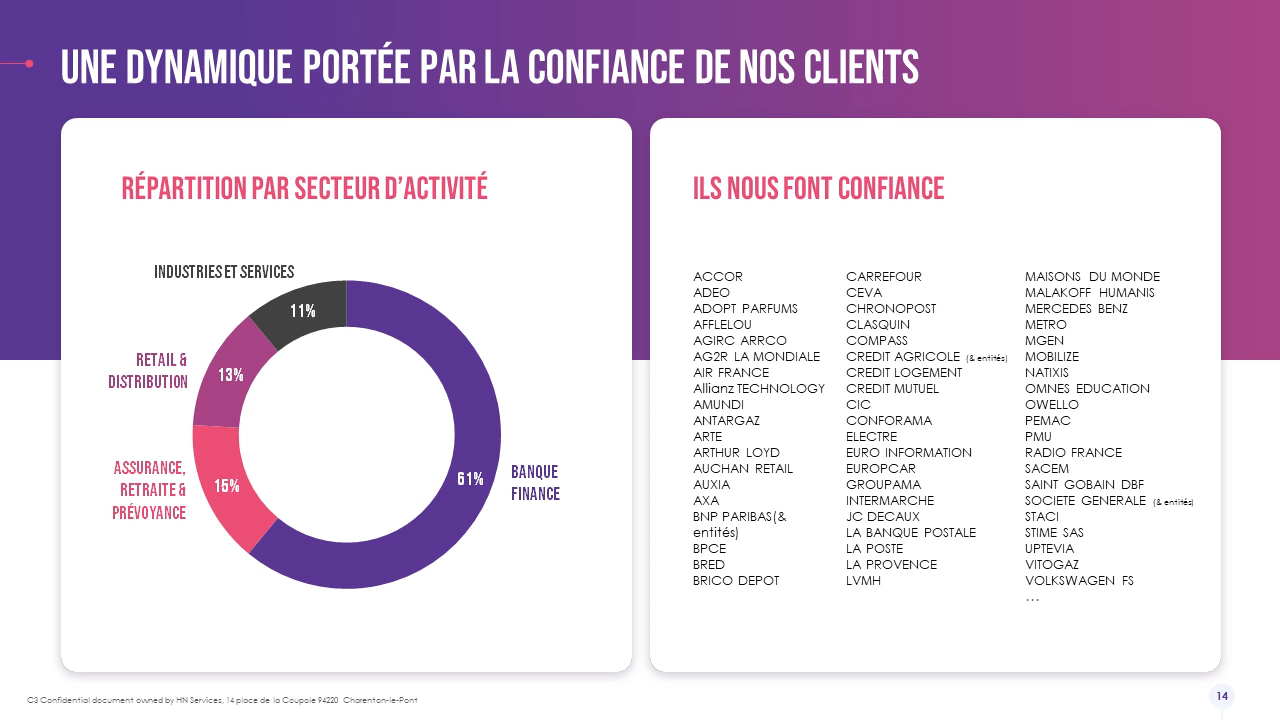 UNE DYNAMIQUE PORTÉE PAR LA CONFIANCE DE NOS CLIENTS
RÉPARTITION PAR SECTEUR D’ACTIVITÉ
INDUSTRIES ET SERVICES
11%
RETAIL &
DISTRIBUTION
13%
ASSURANCE,
RETRAITE &
PRÉVOYANCE
15%
61%
BANQUE
FINANCE
ILS NOUS FONT CONFIANCE
ACCOR
ADEO
ADOPT PARFUMS
AFFLELOU
AGIRC ARRCO
AG2R LA MONDIALE
AIR FRANCE
Allianz TECHNOLOGY
AMUNDI
ANTARGAZ
ARTE
ARTHUR LOYD
AUCHAN RETAIL
AUXIA
AXA
BNP PARIBAS(&
entités)
BPCE
BRED
BRICO DEPOT
CARREFOUR
CEVA
CHRONOPOST
CLASQUIN
COMPASS
CREDIT AGRICOLE (& entités)
CREDIT LOGEMENT
CREDIT MUTUEL
CIC
CONFORAMA
ELECTRE
EURO INFORMATION
EUROPCAR
GROUPAMA
INTERMARCHE
JC DECAUX
LA BANQUE POSTALE
LA POSTE
LA PROVENCE
LVMH
MAISONS DU MONDE
MALAKOFF HUMANIS
MERCEDES BENZ
METRO
MGEN
MOBILIZE
NATIXIS
OMNES EDUCATION
OWELLO
PEMAC
PMU
RADIO FRANCE
SACEM
SAINT GOBAIN DBF
SOCIETE GENERALE (& entités)
STACI
STIME SAS
UPTEVIA
VITOGAZ
VOLKSWAGEN FS
…
C3 Confidential document owned by HN Services, 14 place de la Coupole 94220 Charenton-le-Pont
14